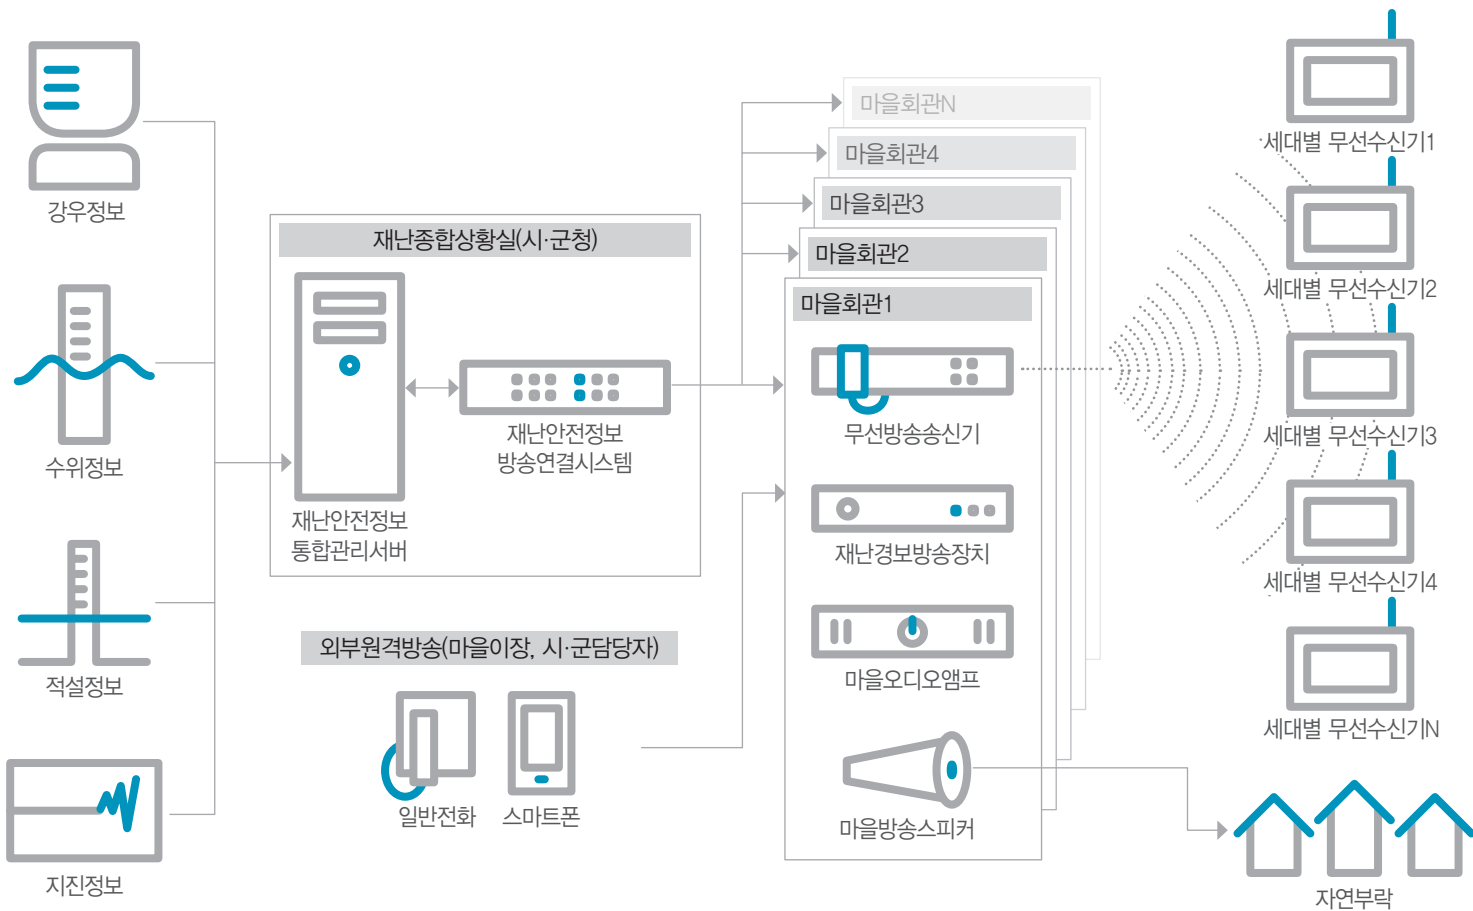 강우정보
수위정보
적설정보
지진정보
재난종합상황실(시·군청)
재난안전정보
통합관리서버
재난안전정보
방송연결시스템
외부원격방송(마을이장, 시·군담당자)
일반전화
스마트폰
마을회관N
마을회관4
마을회관3
마을회관2
마을회관1
무선방송송신기
재난경보방송장치
마을오디오앰프
마을방송스피커
세대별 무선수신기1
세대별 무선수신기2
세대별 무선수신기3
세대별 무선수신기4
세대별 무선수신기N
자연부락